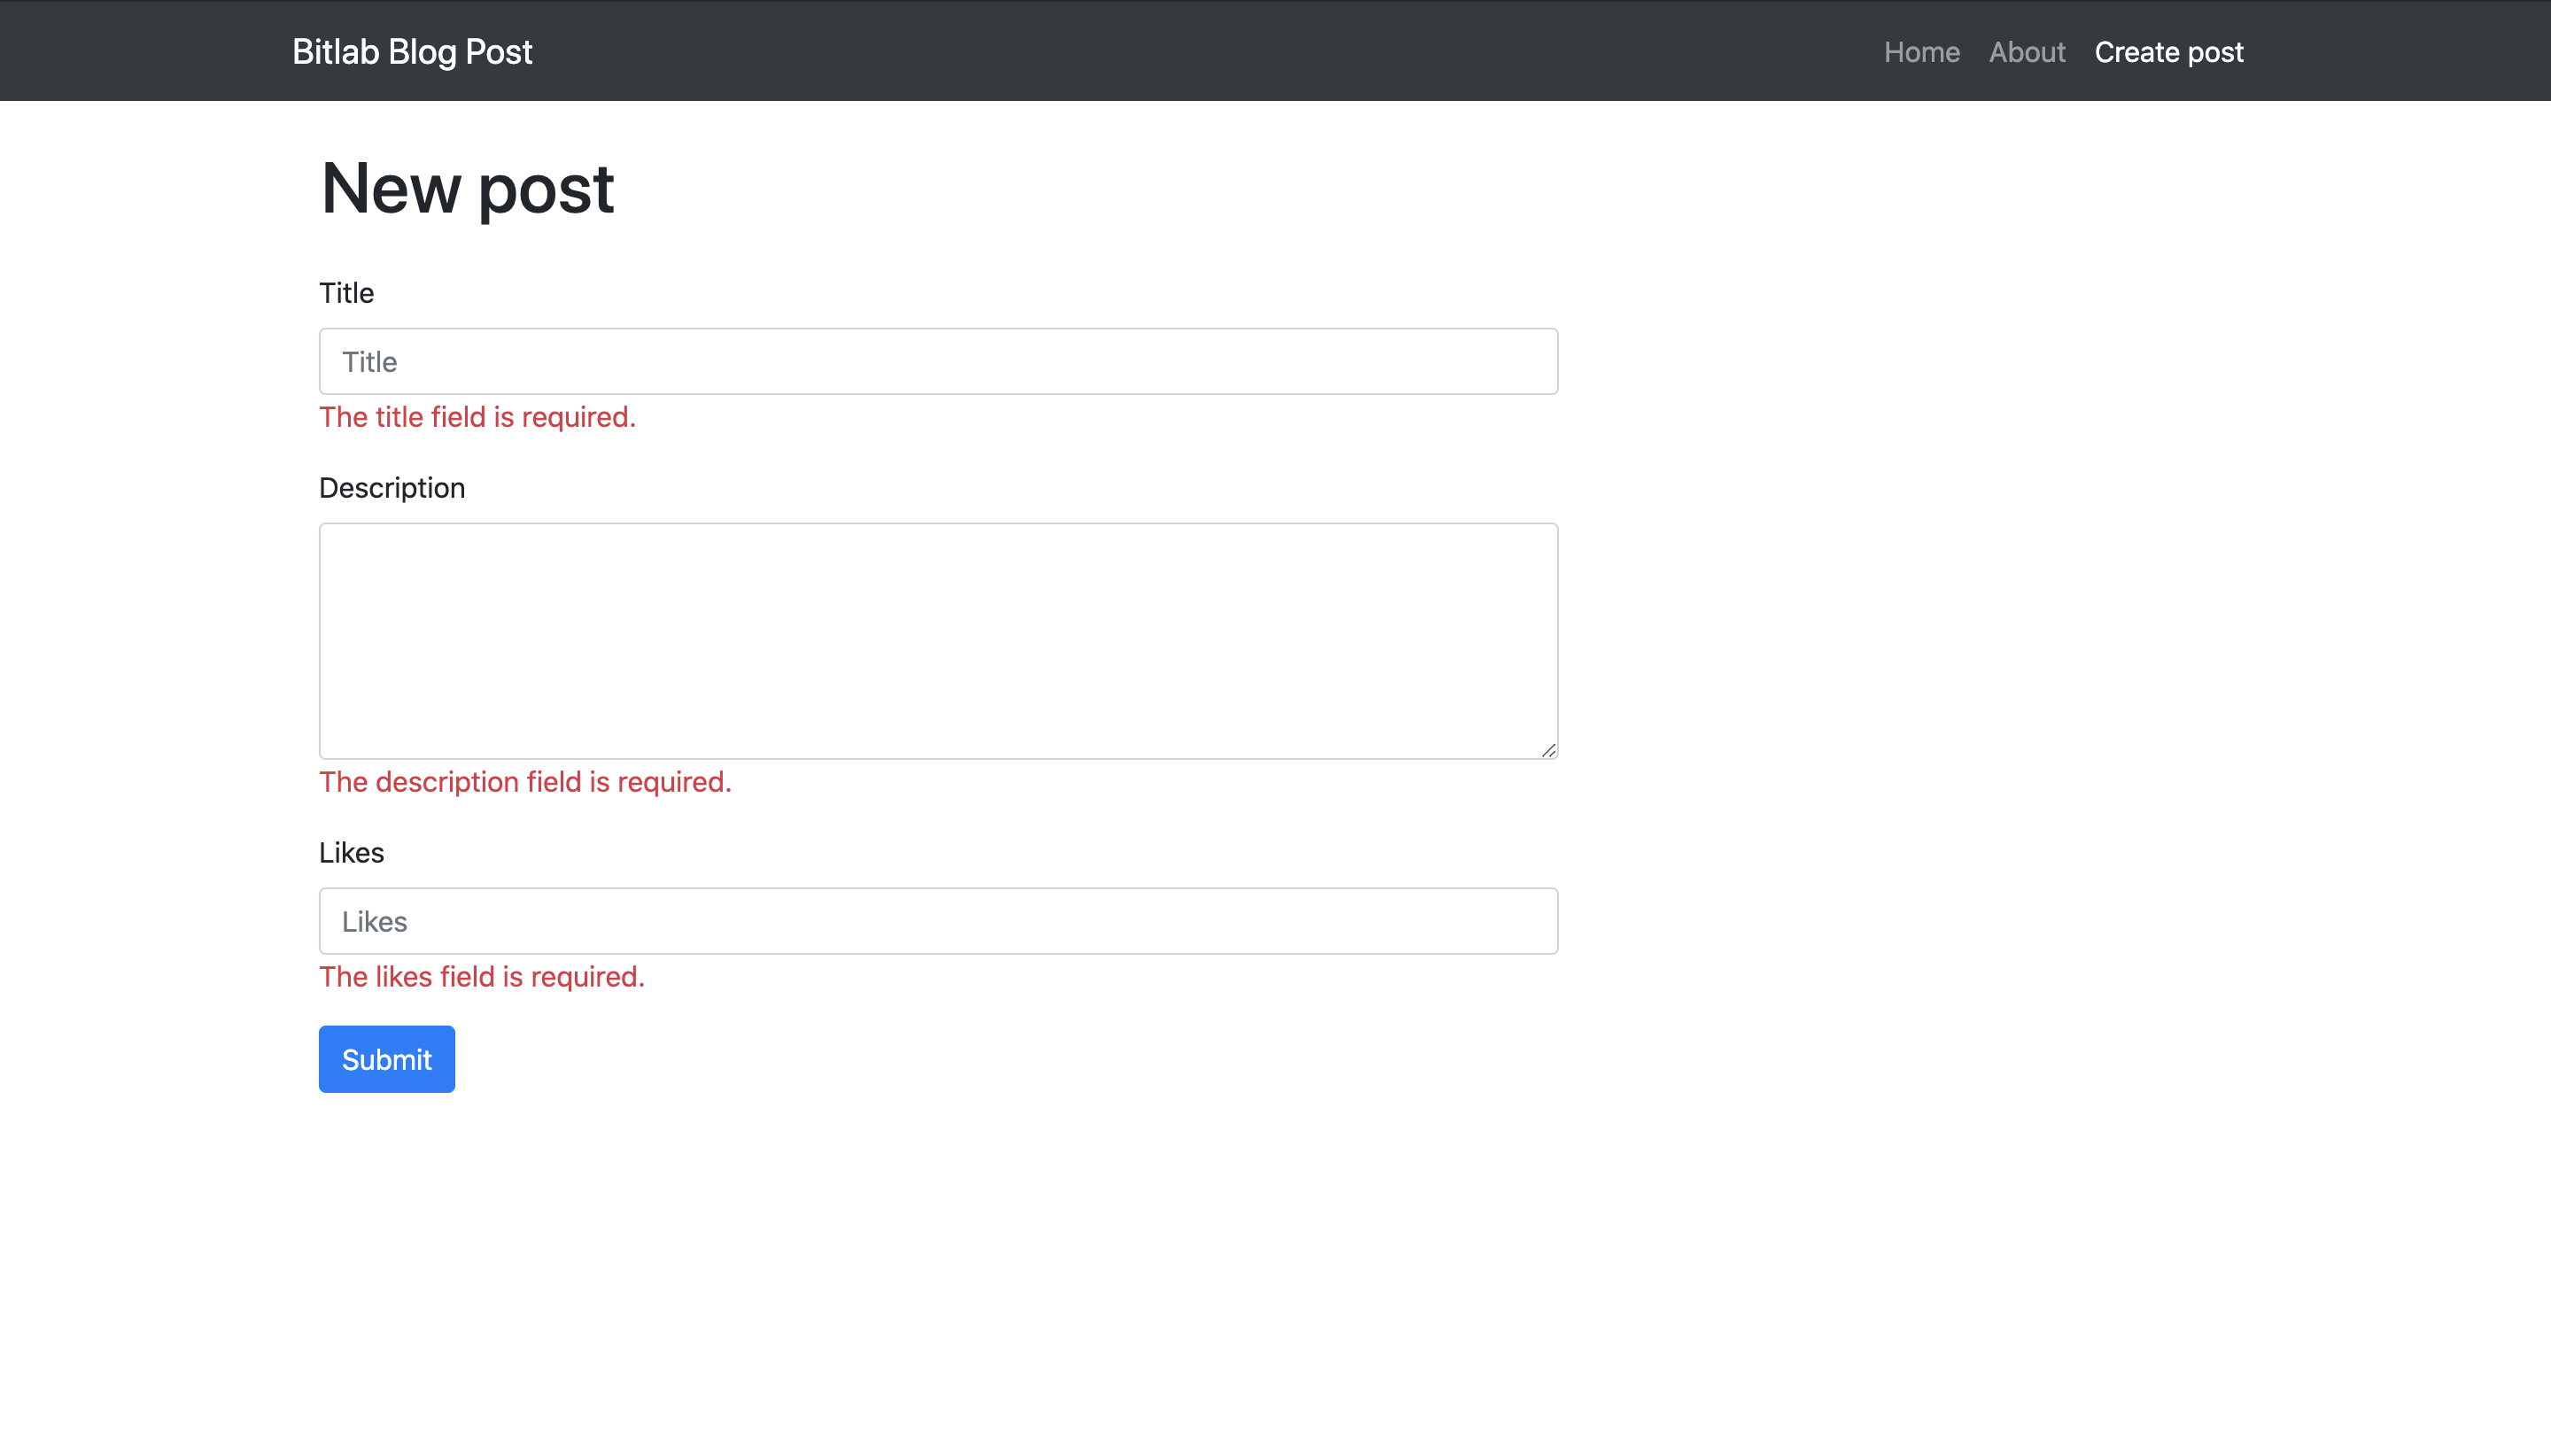 Bitlab Blog Post
Home About Create post
New post
Title
Title
The title field is required.
Description
The description field is required.
Likes
Likes
The likes field is required.
Submit